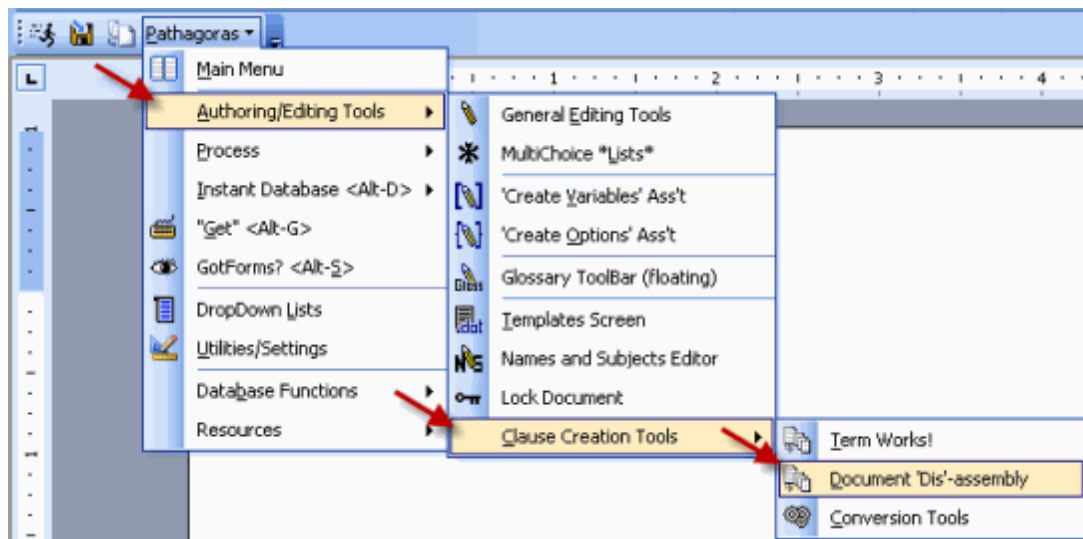 Pathagoras
Main Menu
Authoring/Editing Tools
Process
Instant Database <Alt-D>
"Get" <Alt-G>
GotForms? <Alt-S>
DropDown Lists
Utilities/Settings
Database Functions
Resources
L
1 2 3 4
1
General Editing Tools
MultiChoice *Lists*
'Create Variables' Ass't
'Create Options' Ass't
Gloss
Glossary ToolBar (floating)
.dot
Templates Screen
N&S
Names and Subjects Editor
Lock Document
Clause Creation Tools
Term Works!
Document 'Dis'-assembly
Conversion Tools